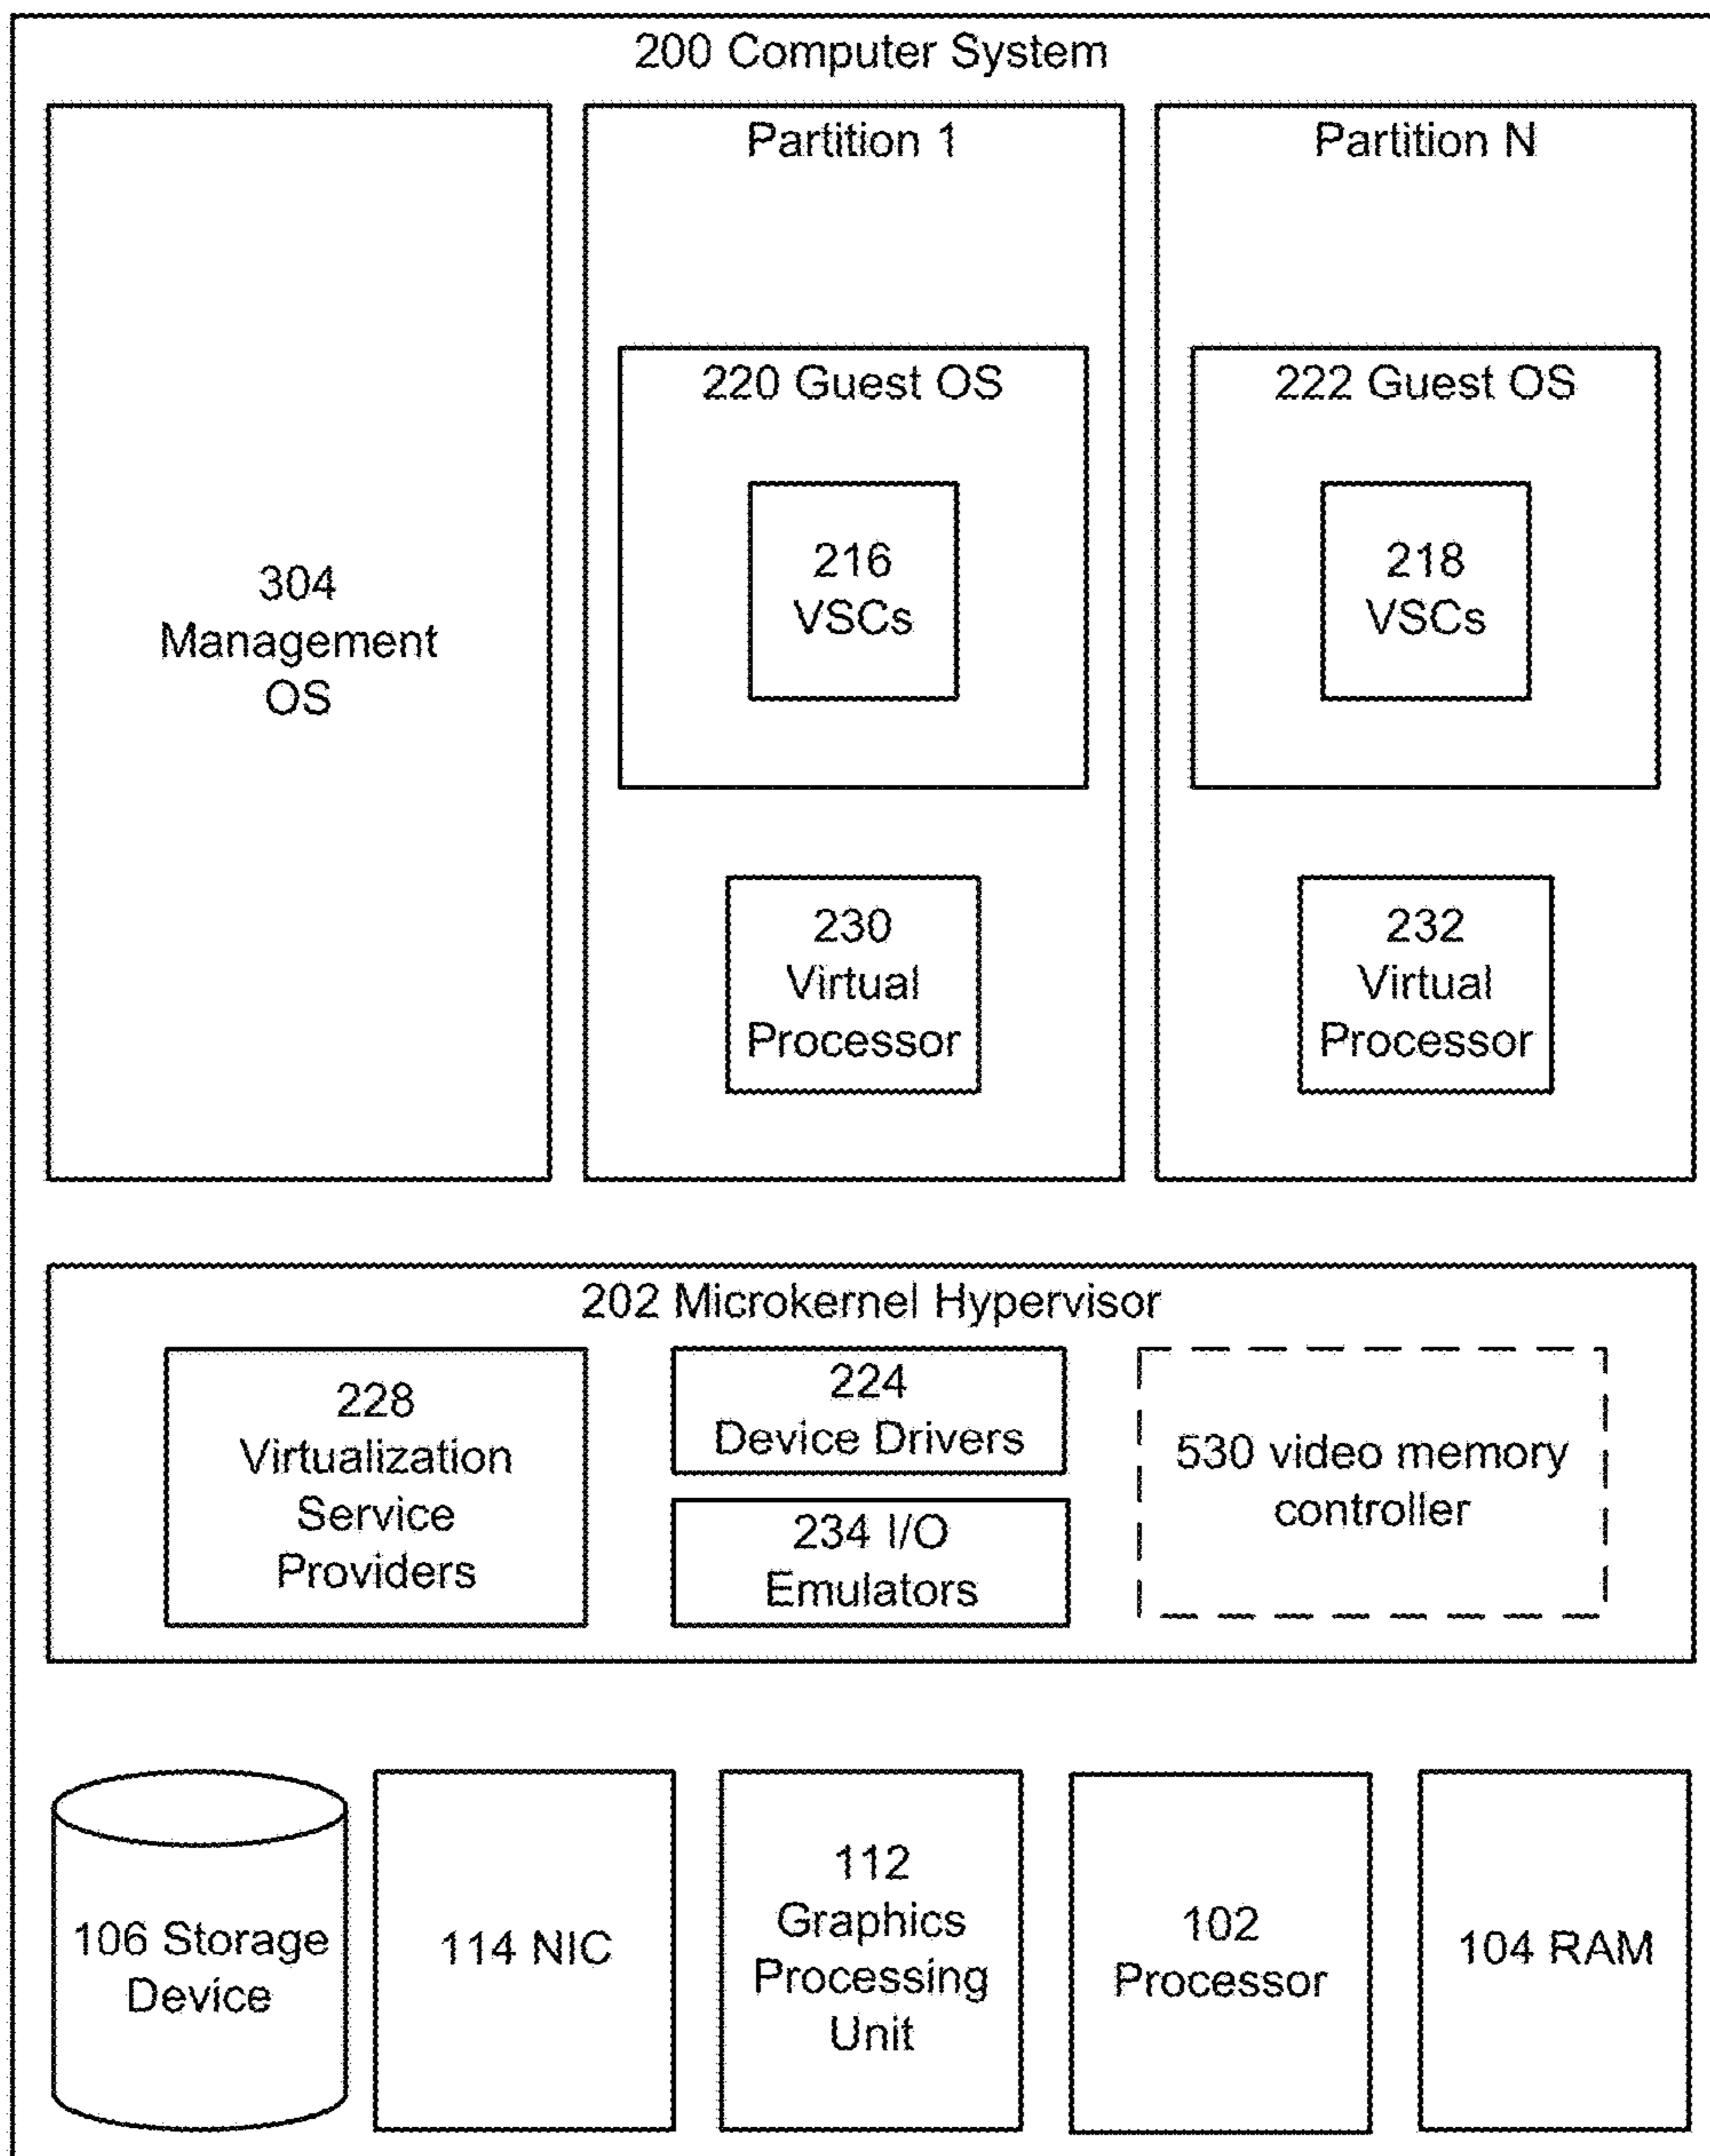 200 Computer System
304
Management
OS
Partition 1
220 Guest OS
216
VSCs
230
Virtual
Processor
Partition N
222 Guest OS
218
VSCs
232
Virtual
Processor
202 Microkernel Hypervisor
228
Virtualization
Service
Providers
224
Device Drivers
234 I/O
Emulators
530 video memory
controller
106 Storage
Device
114 NIC
112
Graphics
Processing
Unit
102
Processor
104 RAM